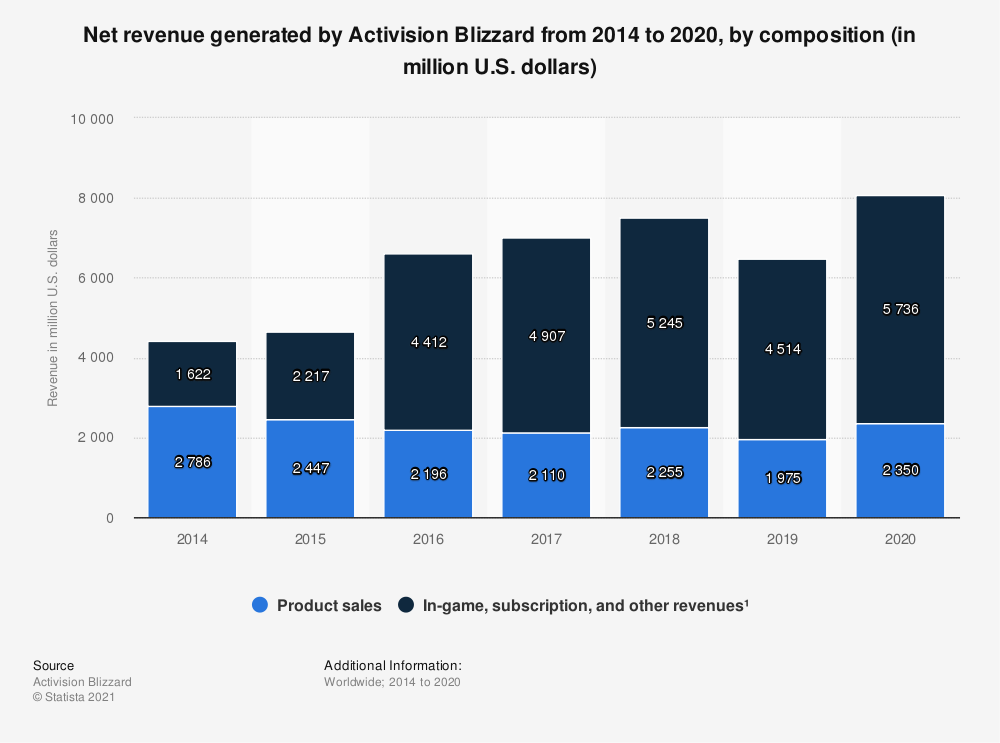 Net revenue generated by Activision Blizzard from 2014 to 2020, by composition (in
million U.S. dollars)
Revenue in million U.S. dollars
10 000
8 000
6 000
4 000
2 000
0
1 622
2 217
4 412
4 907
5 245
4 514
5 736
2 786
2 447
2 196
2 110
2 255
1 975
2 350
2014 2015 2016 2017 2018 2019 2020
Product sales In-game, subscription, and other revenues¹
Source
Activision Blizzard
© Statista 2021
Additional Information:
Worldwide; 2014 to 2020